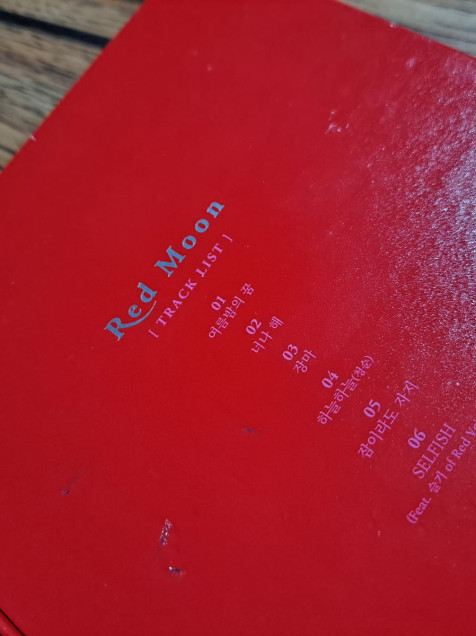 Red Moon
[ TRACK LIST ]
01
여름밤의 꿈
02
너나 해
03
장마
04
하늘하늘(청순)
05
잠이라도 자지
06
SELFISH
(Feat. 슬기 of Red